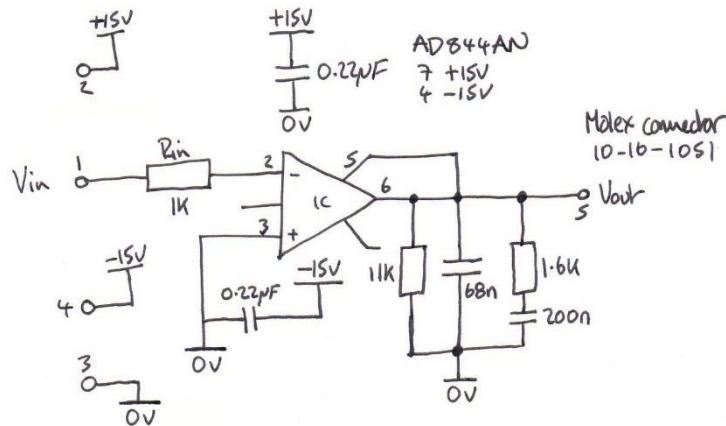 +15V
2
+15V
0.22µF
0V
AD844AN
7 +15V
4 -15V
Molex connector
10-10-1051
Vin
1
Rin
1K
2
-
3
+
IC
5
6
5
Vout
-15V
4
0.22µF
-15V
0V
11K
68n
1.6K
200n
0V
3
0V